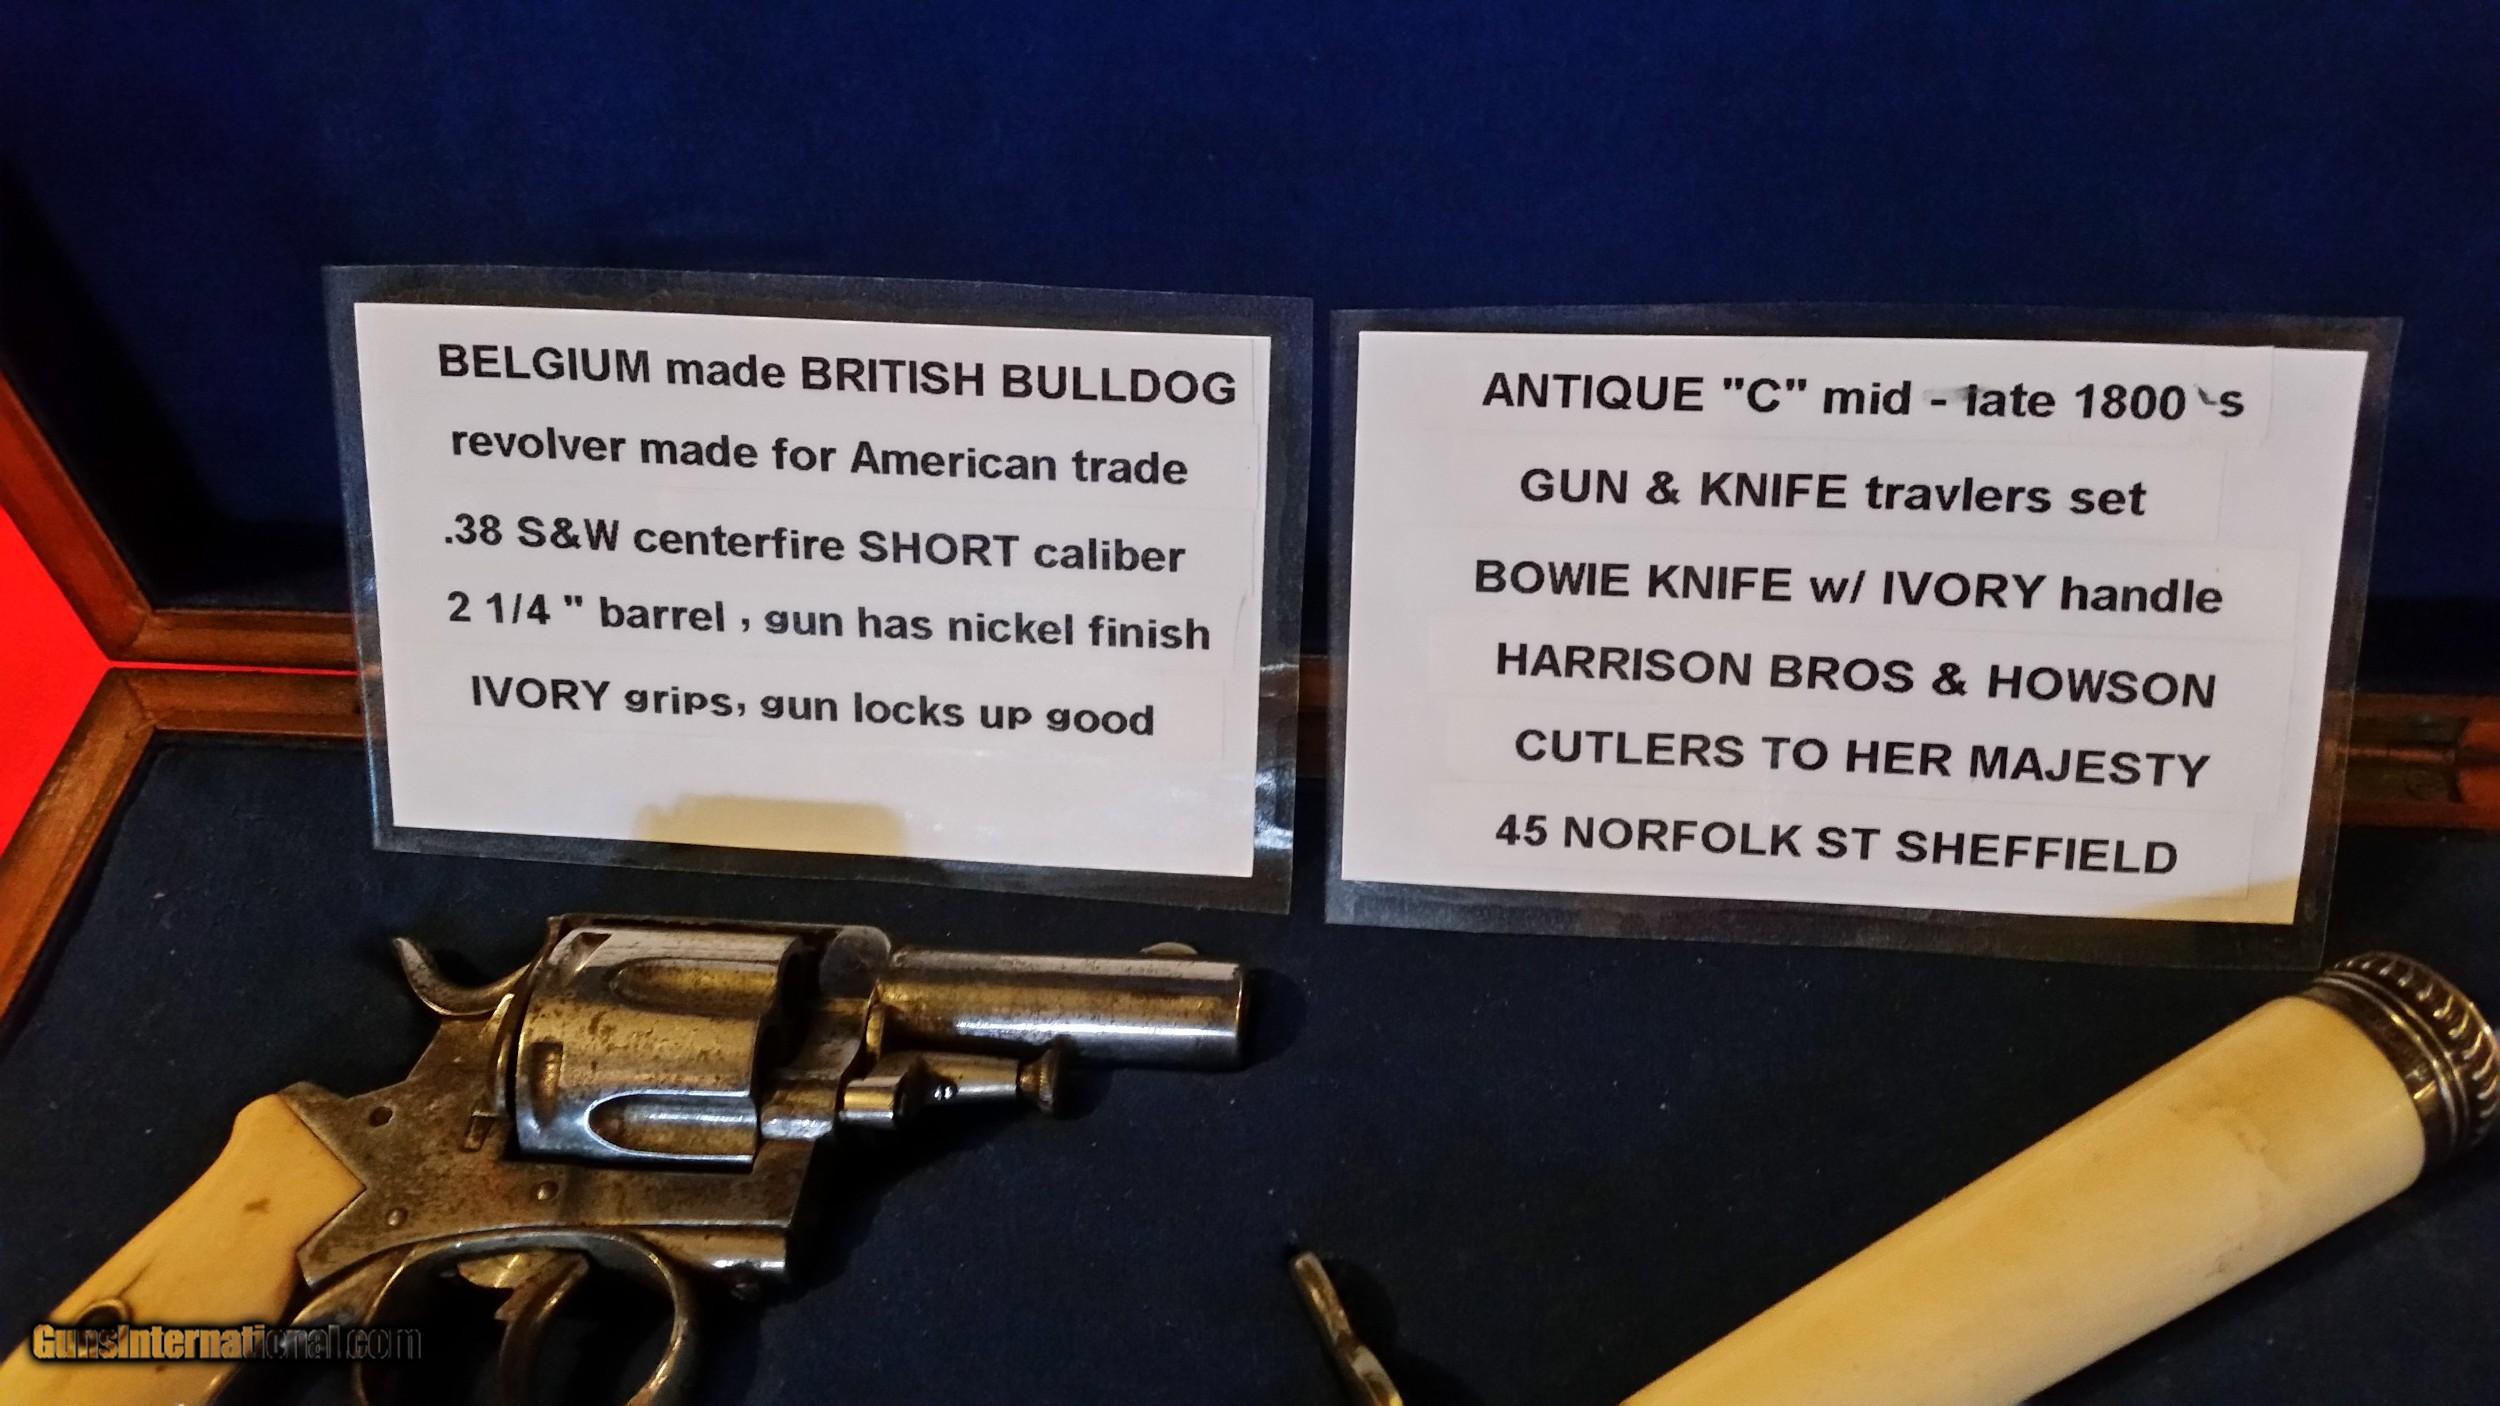 BELGIUM made BRITISH BULLDOG
revolver made for American trade
.38 S&W centerfire SHORT caliber
2 1/4 " barrel , gun has nickel finish
IVORY grips, gun locks up good
ANTIQUE "C" mid - late 1800's
GUN & KNIFE travlers set
BOWIE KNIFE w/ IVORY handle
HARRISON BROS & HOWSON
CUTLERS TO HER MAJESTY
45 NORFOLK ST SHEFFIELD
GunsInternational.com